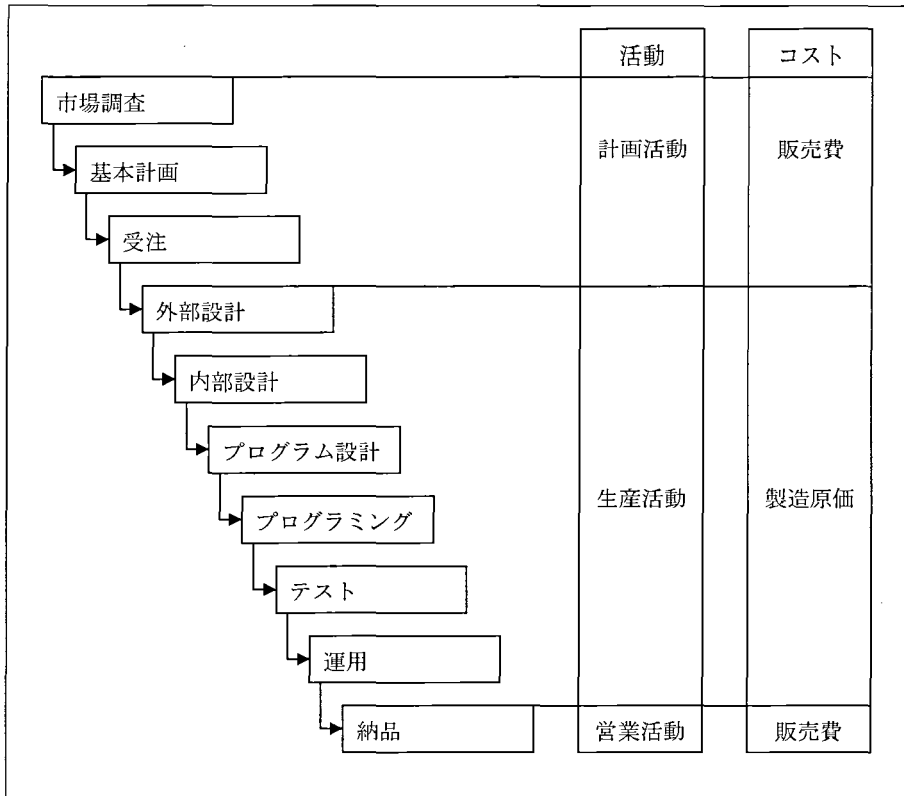 活動
コスト
市場調査
基本計画
計画活動
販売費
受注
外部設計
内部設計
プログラム設計
プログラミング
生産活動
製造原価
テスト
運用
納品
営業活動
販売費